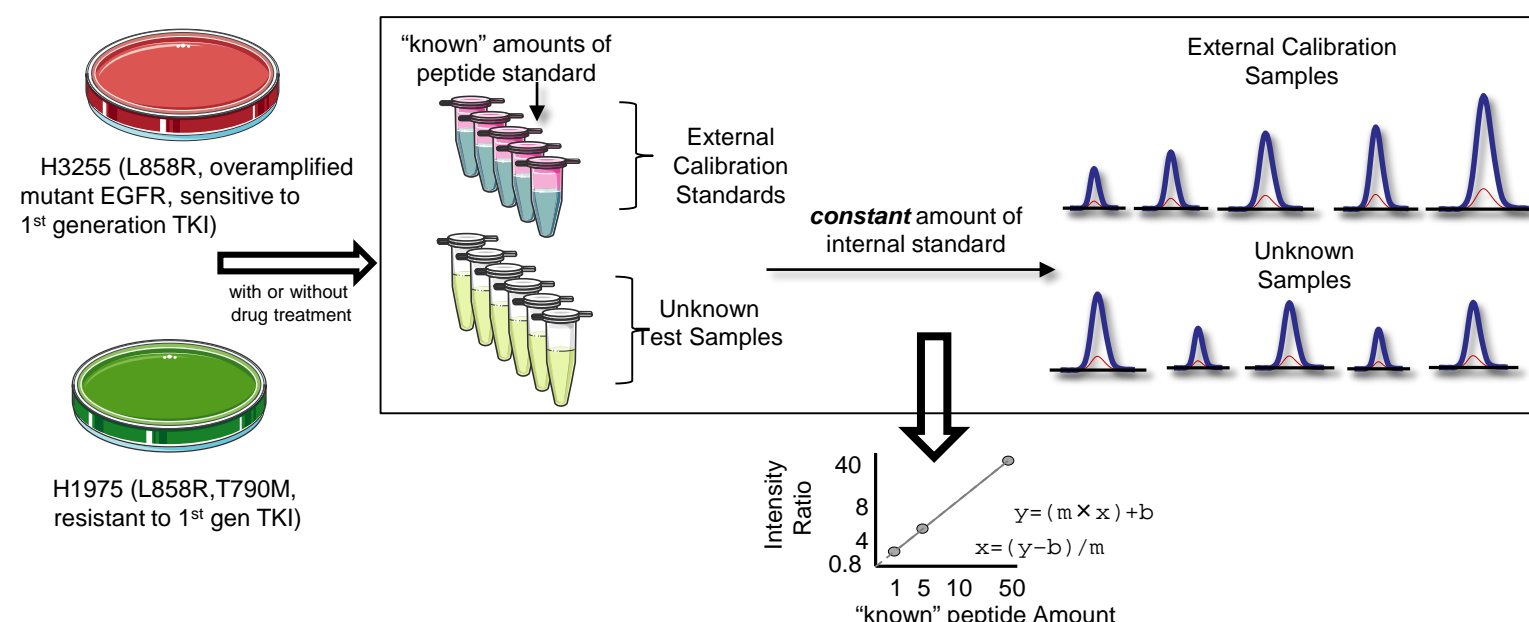 H3255 (L858R, overamplified
mutant EGFR, sensitive to
1st generation TKI)
with or without
drug treatment
H1975 (L858R,T790M,
resistant to 1st gen TKI)
“known” amounts of
peptide standard
External
Calibration
Standards
Unknown
Test Samples
constant amount of
internal standard
External Calibration
Samples
Unknown
Samples
Intensity
Ratio
40
8
4
0.8
y=(m×x)+b
x=(y−b)/m
1 5 10 50
“known” peptide Amount